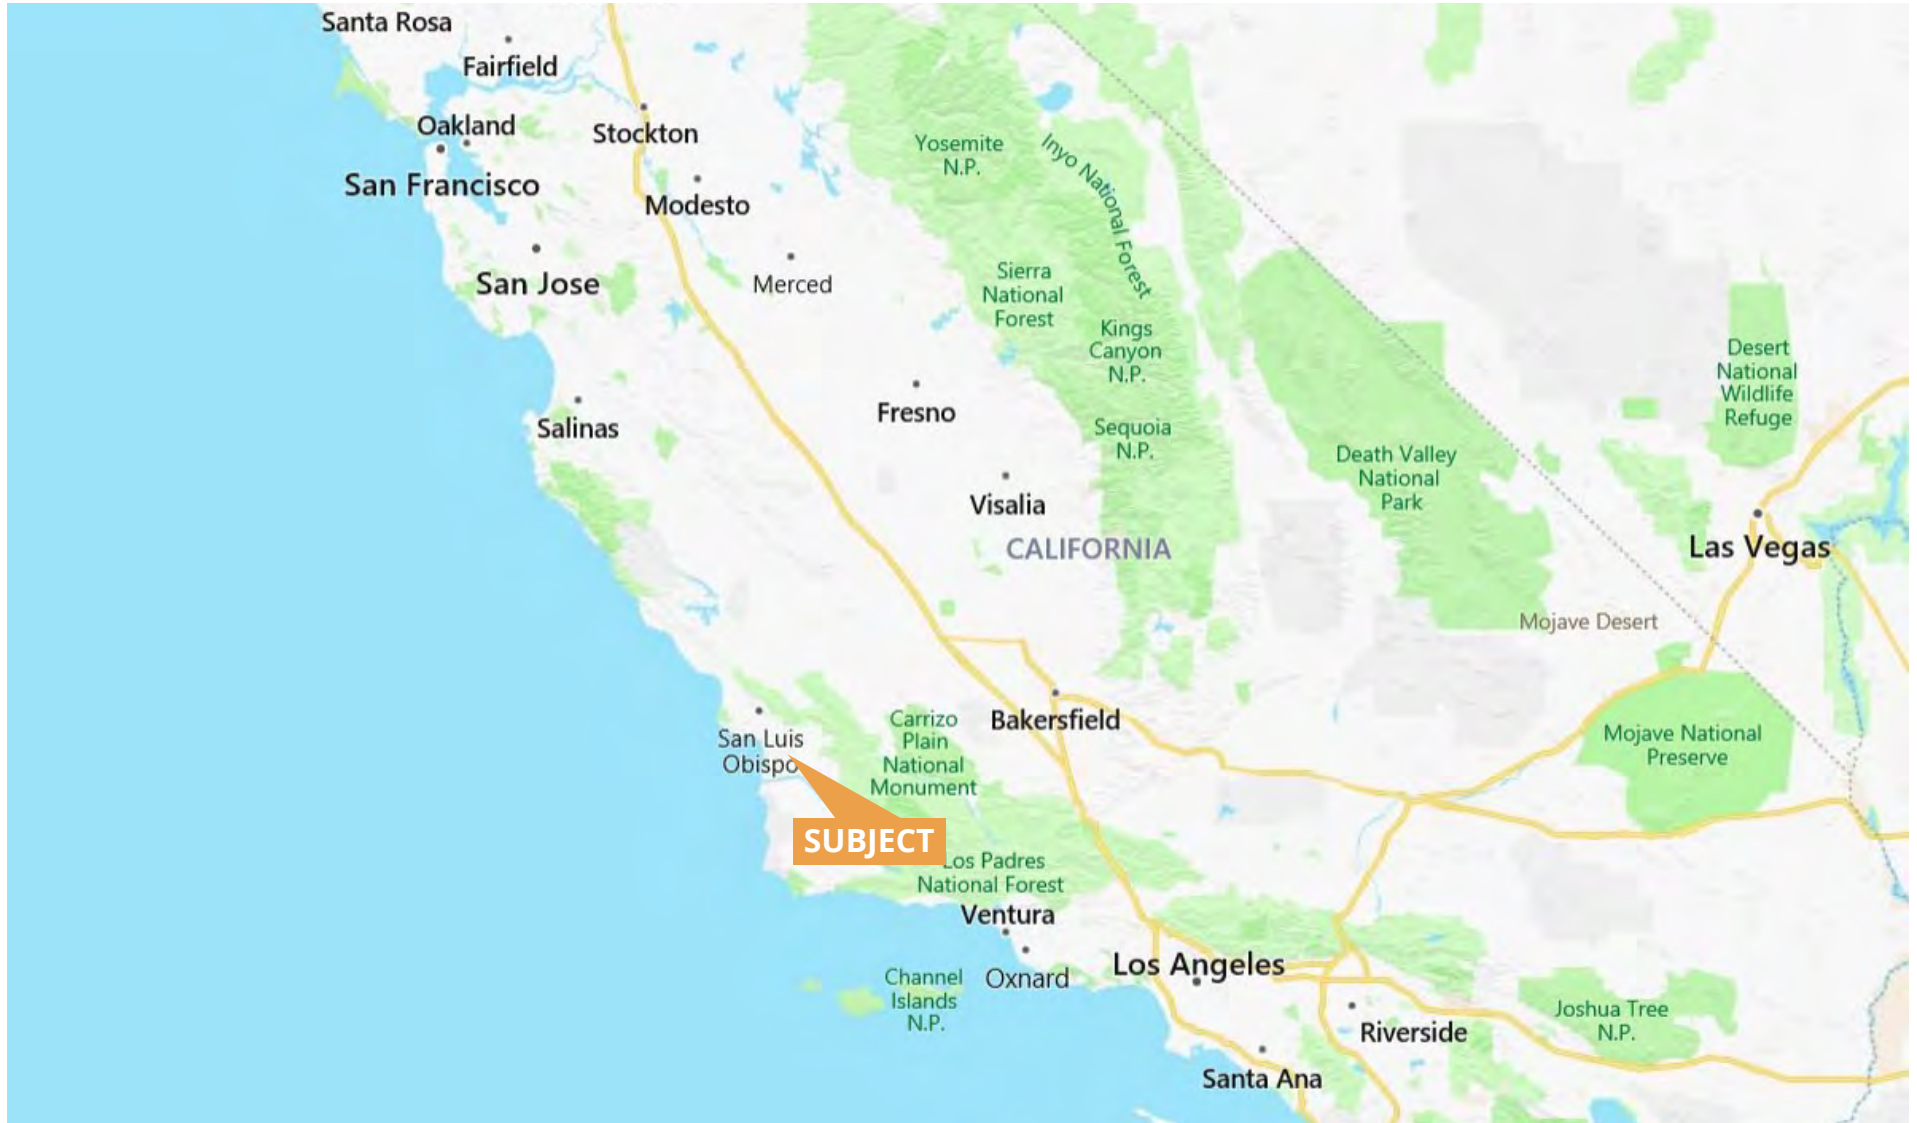 Santa Rosa
Fairfield
Oakland
Stockton
San Francisco
Modesto
San Jose
Merced
Yosemite
N.P.
Inyo National Forest
Sierra
National
Forest
Kings
Canyon
N.P.
Desert
National
Wildlife
Refuge
Salinas
Fresno
Sequoia
N.P.
Death Valley
National
Park
Visalia
CALIFORNIA
Las Vegas
Mojave Desert
San Luis
Obispo
Carrizo
Plain
National
Monument
Bakersfield
Mojave National
Preserve
SUBJECT
Los Padres
National Forest
Ventura
Channel
Islands
N.P.
Oxnard
Los Angeles
Riverside
Joshua Tree
N.P.
Santa Ana